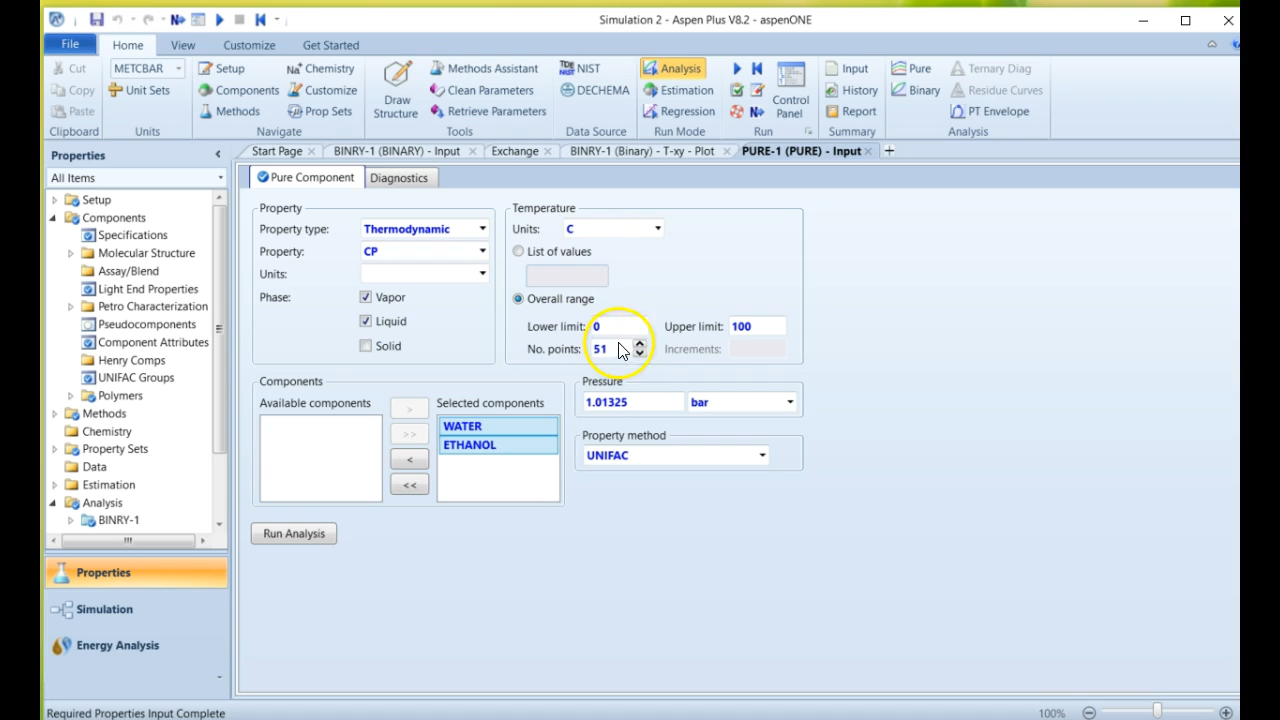 Simulation 2 - Aspen Plus V8.2 - aspenONE
File Home View Customize Get Started
Cut METCBAR Setup Chemistry Methods Assistant NIST Analysis Input Pure Ternary Diag
Copy Unit Sets Components Customize Clean Parameters DECHEMA Estimation History Binary Residue Curves
Paste Methods Prop Sets Draw Structure Retrieve Parameters Regression Control Panel Report PT Envelope
Clipboard Units Navigate Tools Data Source Run Mode Run Summary Analysis
Properties Start Page BINRY-1 (BINARY) - Input Exchange BINRY-1 (Binary) - T-xy - Plot PURE-1 (PURE) - Input
All Items Pure Component Diagnostics
Setup
Components
Specifications
Molecular Structure
Assay/Blend
Light End Properties
Petro Characterization
Pseudocomponents
Component Attributes
Henry Comps
UNIFAC Groups
Polymers
Methods
Chemistry
Property Sets
Data
Estimation
Analysis
BINRY-1
Properties
Simulation
Energy Analysis
Property
Property type: Thermodynamic
Property: CP
Units:
Phase: Vapor
Liquid
Solid
Temperature
Units: C
List of values
Overall range
Lower limit: 0 Upper limit: 100
No. points: 51 Increments:
Components
Available components > >> < << Selected components
WATER
ETHANOL
Pressure
1.01325 bar
Property method
UNIFAC
Run Analysis
Required Properties Input Complete 100%